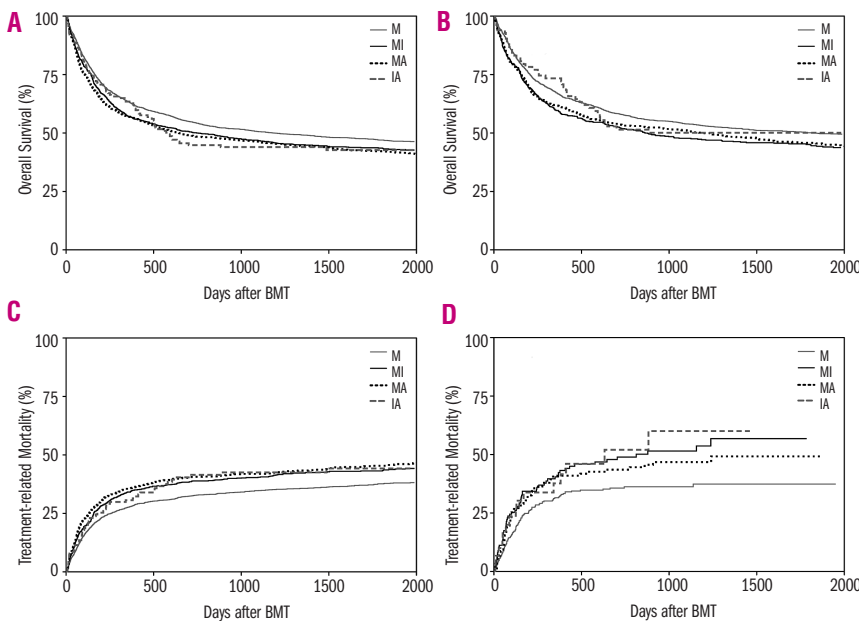 A
Overall Survival (%)
100
75
50
25
0
M
MI
MA
IA
0 500 1000 1500 2000
Days after BMT
B
Overall Survival (%)
100
75
50
25
0
M
MI
MA
IA
0 500 1000 1500 2000
Days after BMT
C
Treatment-related Mortality (%)
100
75
50
25
0
M
MI
MA
IA
0 500 1000 1500 2000
Days after BMT
D
Treatment-related Mortality (%)
100
75
50
25
0
M
MI
MA
IA
0 500 1000 1500 2000
Days after BMT